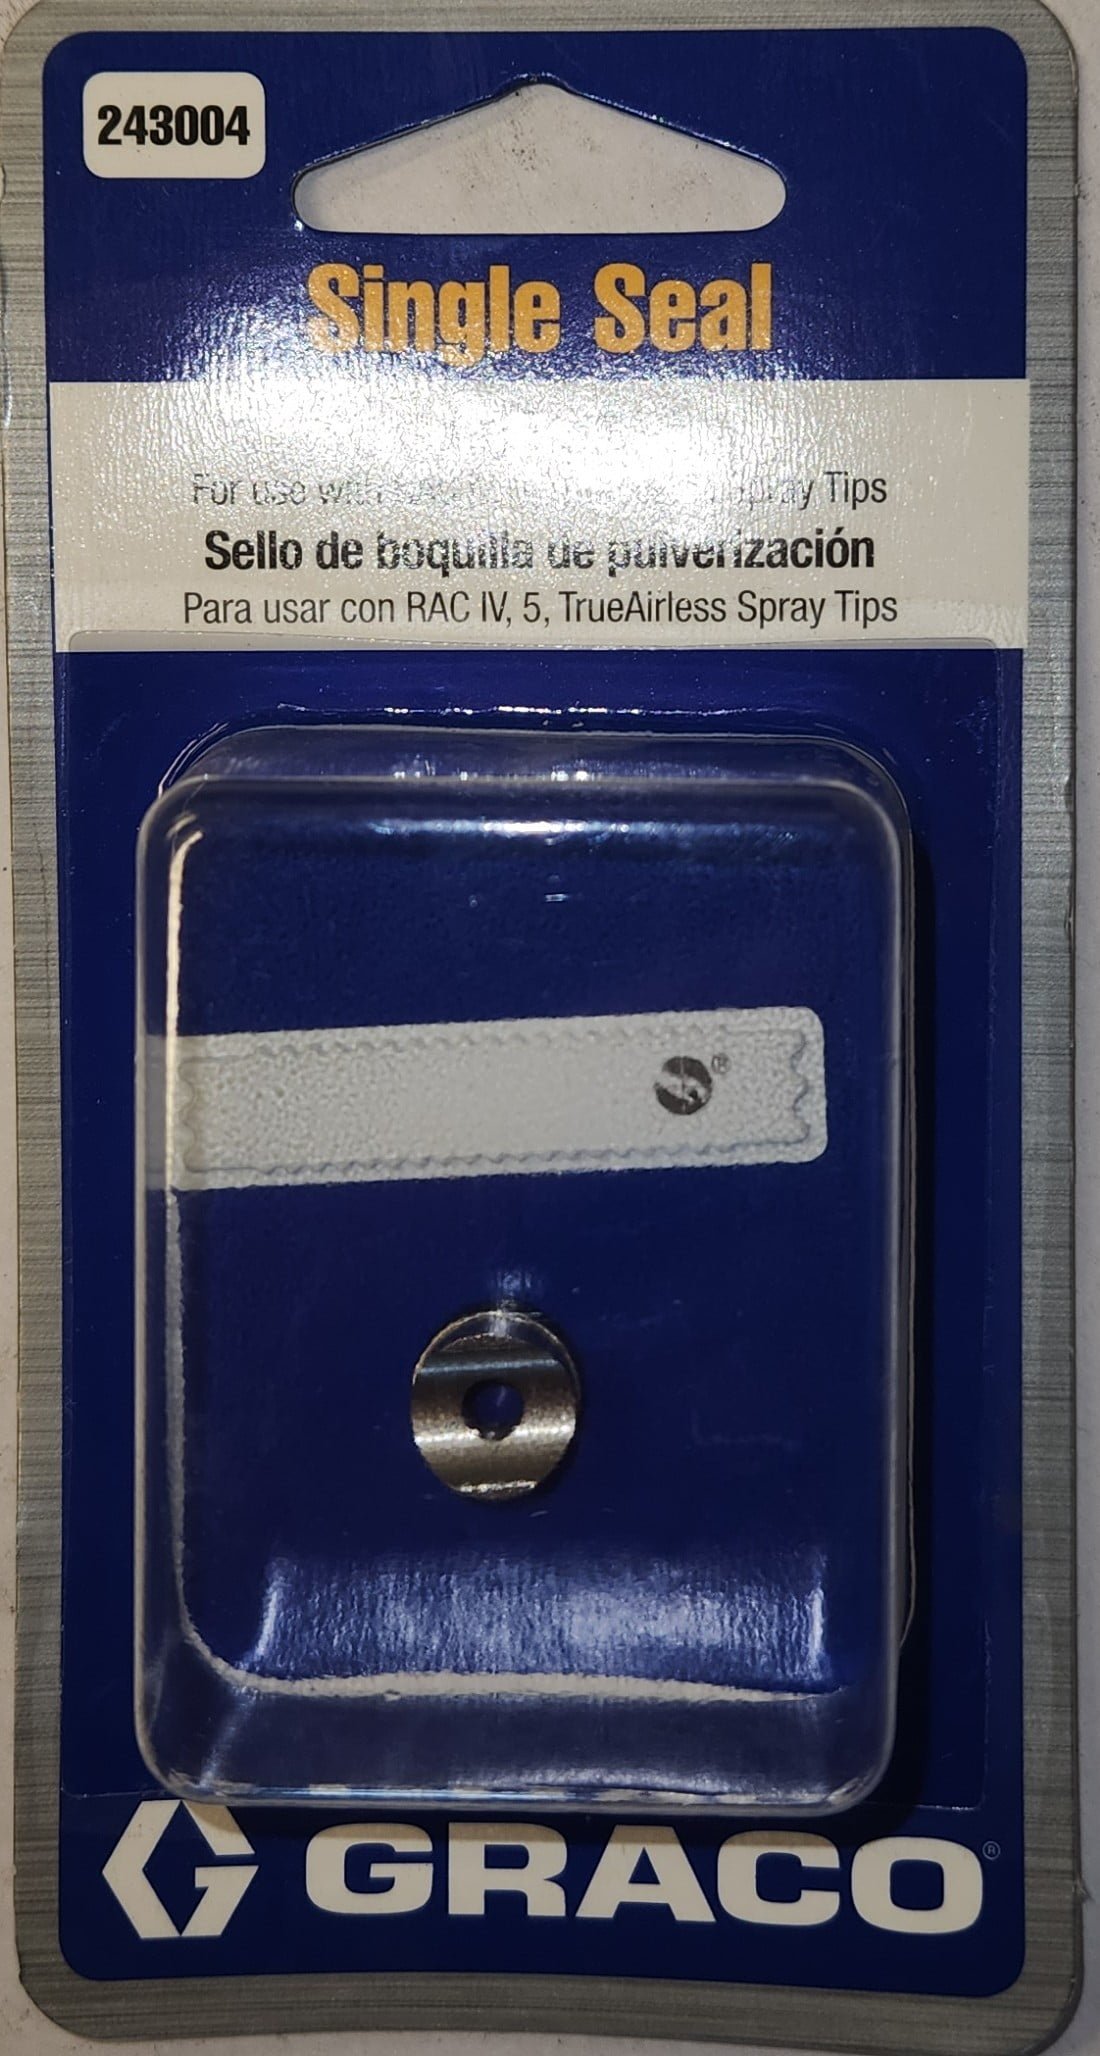 243004
Single Seal
For use with Spray Tips
Sello de boquilla de pulverización
Para usar con RAC IV, 5, TrueAirless Spray Tips
®
GRACO®